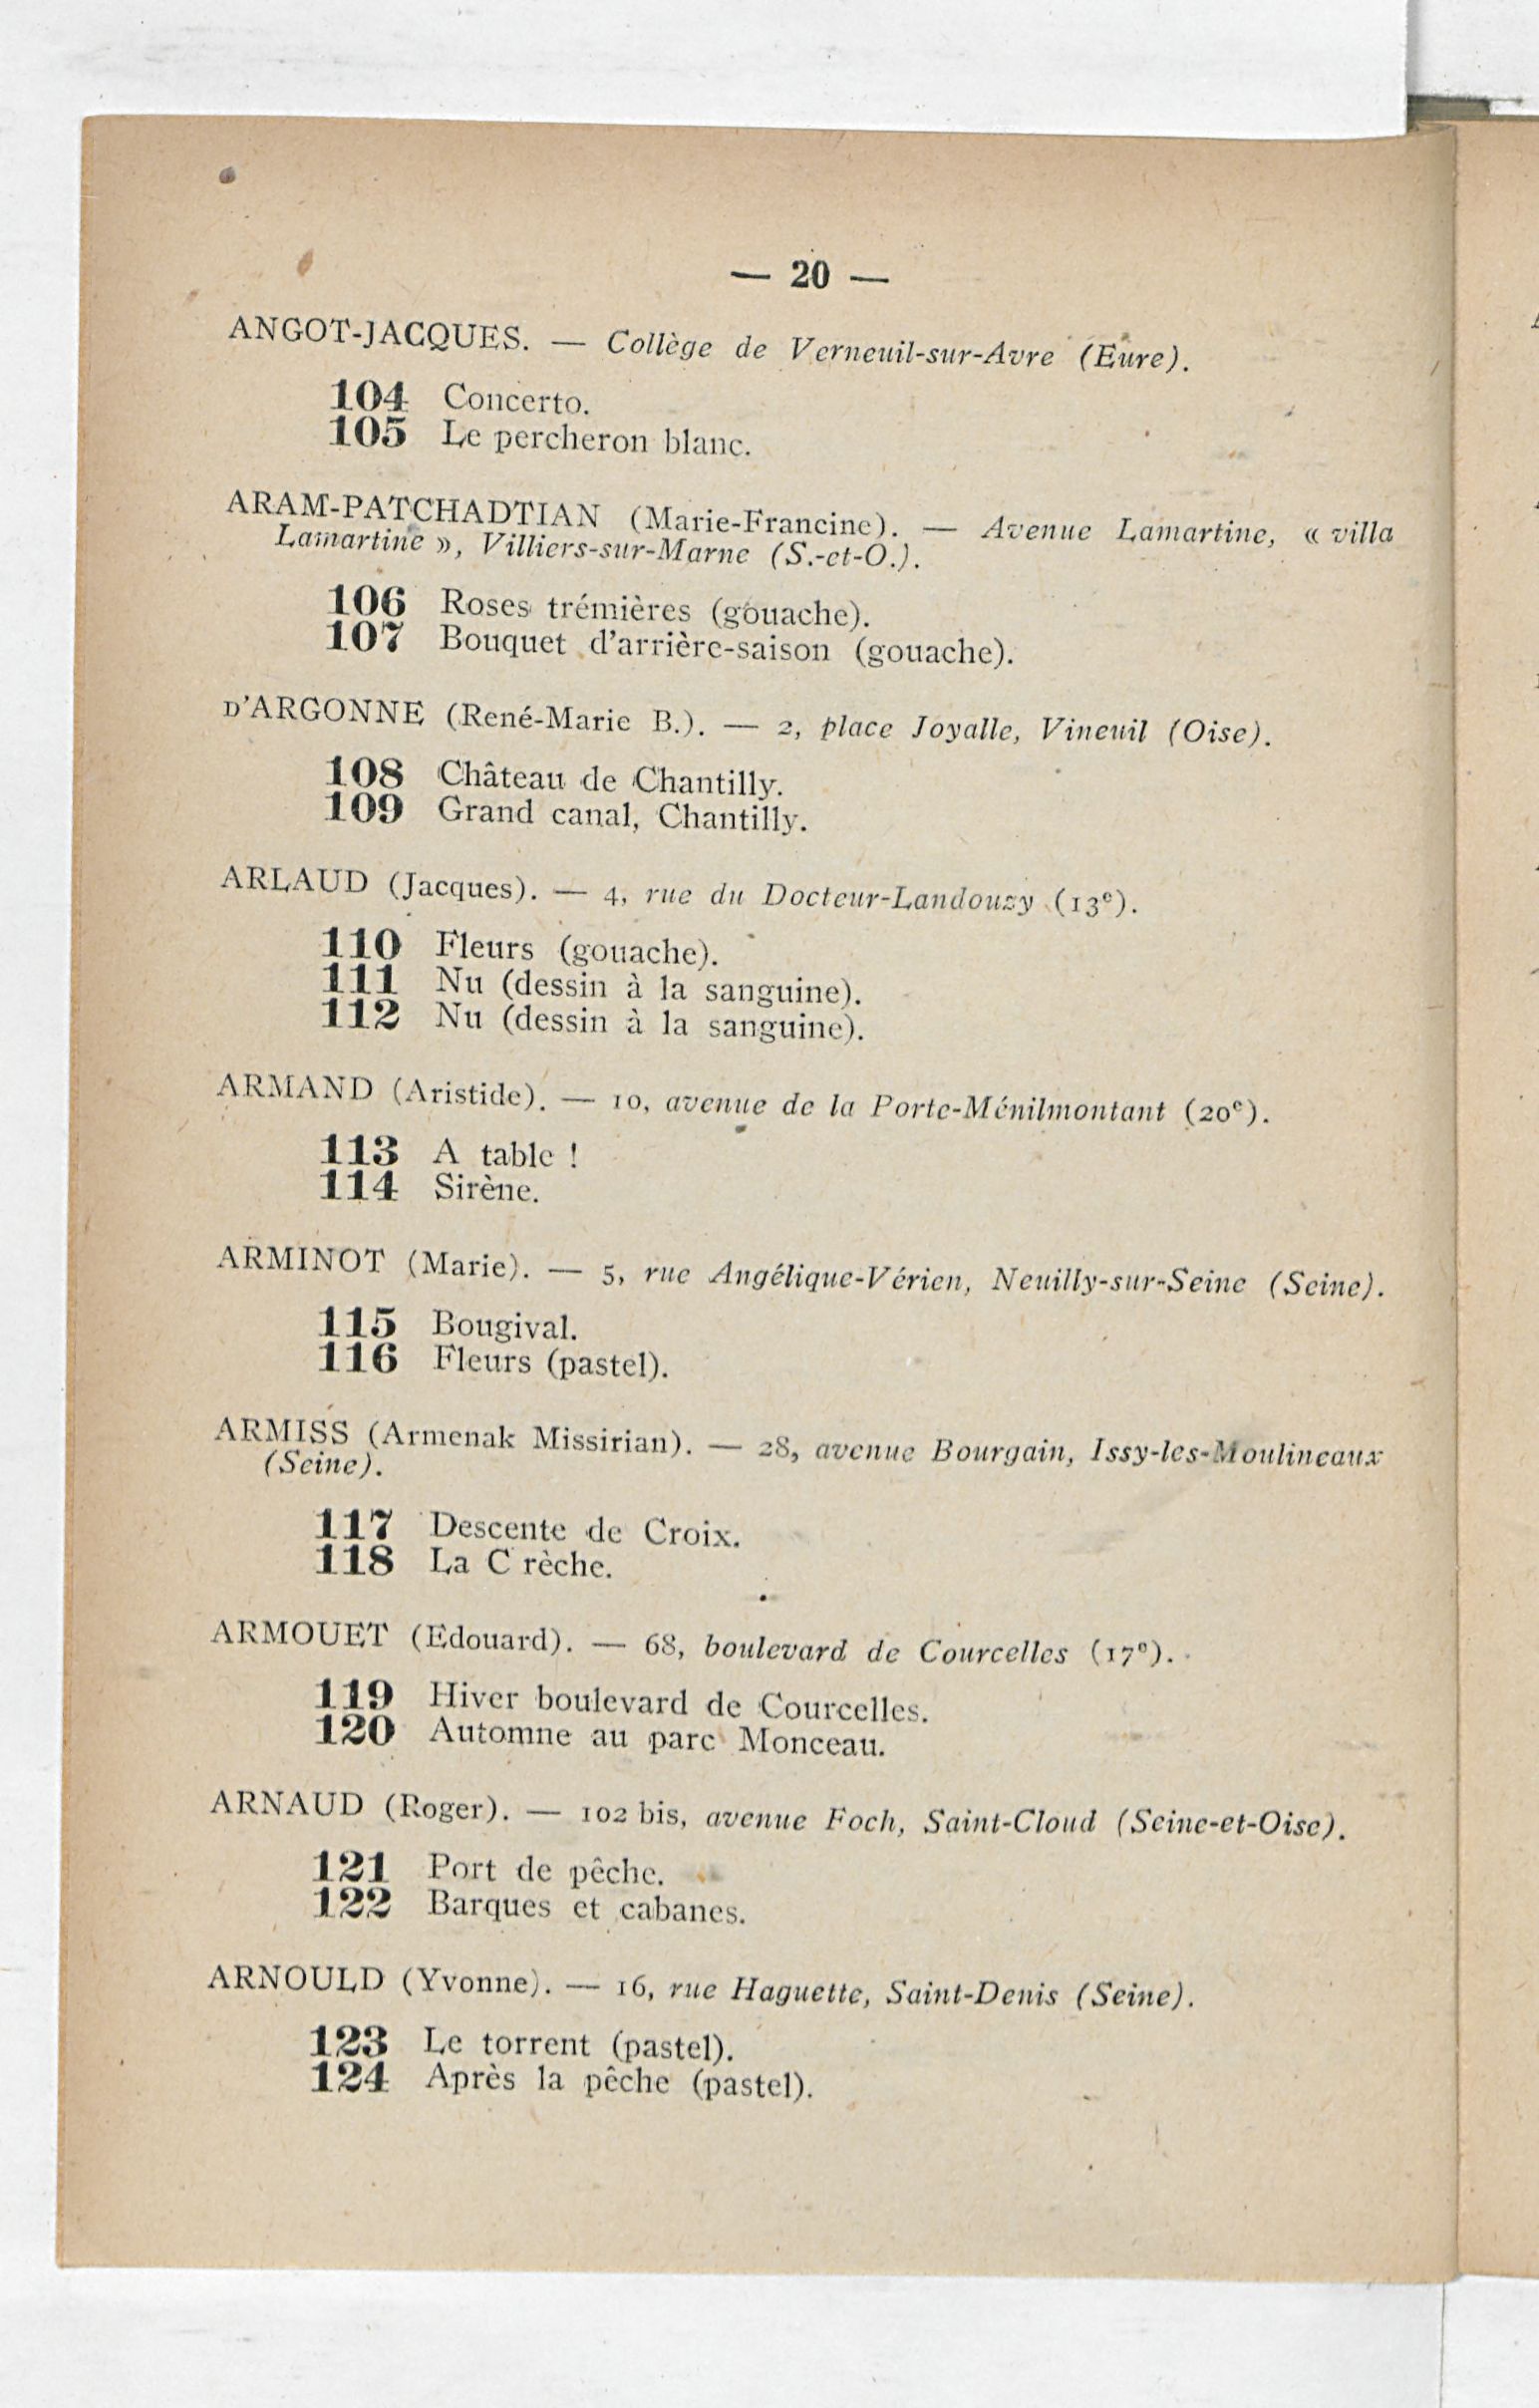 — 20 —
ANGOT-JACQUES. — Collège de Verneuil-sur-Avre (Eure).
104 Concerto.
105 Le percheron blanc.
ARAM-PATCHADTIAN (Marie-Francine). — Avenue Lamartine, « villa
Lamartine », Villiers-sur-Marne (S.-et-O.).
106 Roses trémières (gouache).
107 Bouquet d'arrière-saison (gouache).
D'ARGONNE (René-Marie B.). — 2, place Joyalle, Vineuil (Oise).
108 Château de Chantilly.
109 Grand canal, Chantilly.
ARLAUD (Jacques). — 4, rue du Docteur-Landouzy (13e).
110 Fleurs (gouache).
111 Nu (dessin à la sanguine).
112 Nu (dessin à la sanguine).
ARMAND (Aristide). — 10, avenue de la Porte-Ménilmontant (20e).
113 A table !
114 Sirène.
ARMINOT (Marie). — 5, rue Angélique-Vérien, Neuilly-sur-Seine (Seine).
115 Bougival.
116 Fleurs (pastel).
ARMISS (Armenak Missirian). — 28, avenue Bourgain, Issy-les-Moulineaux
(Seine).
117 Descente de Croix.
118 La C rèche.
ARMOUET (Edouard). — 68, boulevard de Courcelles (17e).
119 Hiver boulevard de Courcelles.
120 Automne au parc Monceau.
ARNAUD (Roger). — 102 bis, avenue Foch, Saint-Cloud (Seine-et-Oise).
121 Port de pêche.
122 Barques et cabanes.
ARNOULD (Yvonne). — 16, rue Haguette, Saint-Denis (Seine).
123 Le torrent (pastel).
124 Après la pêche (pastel).